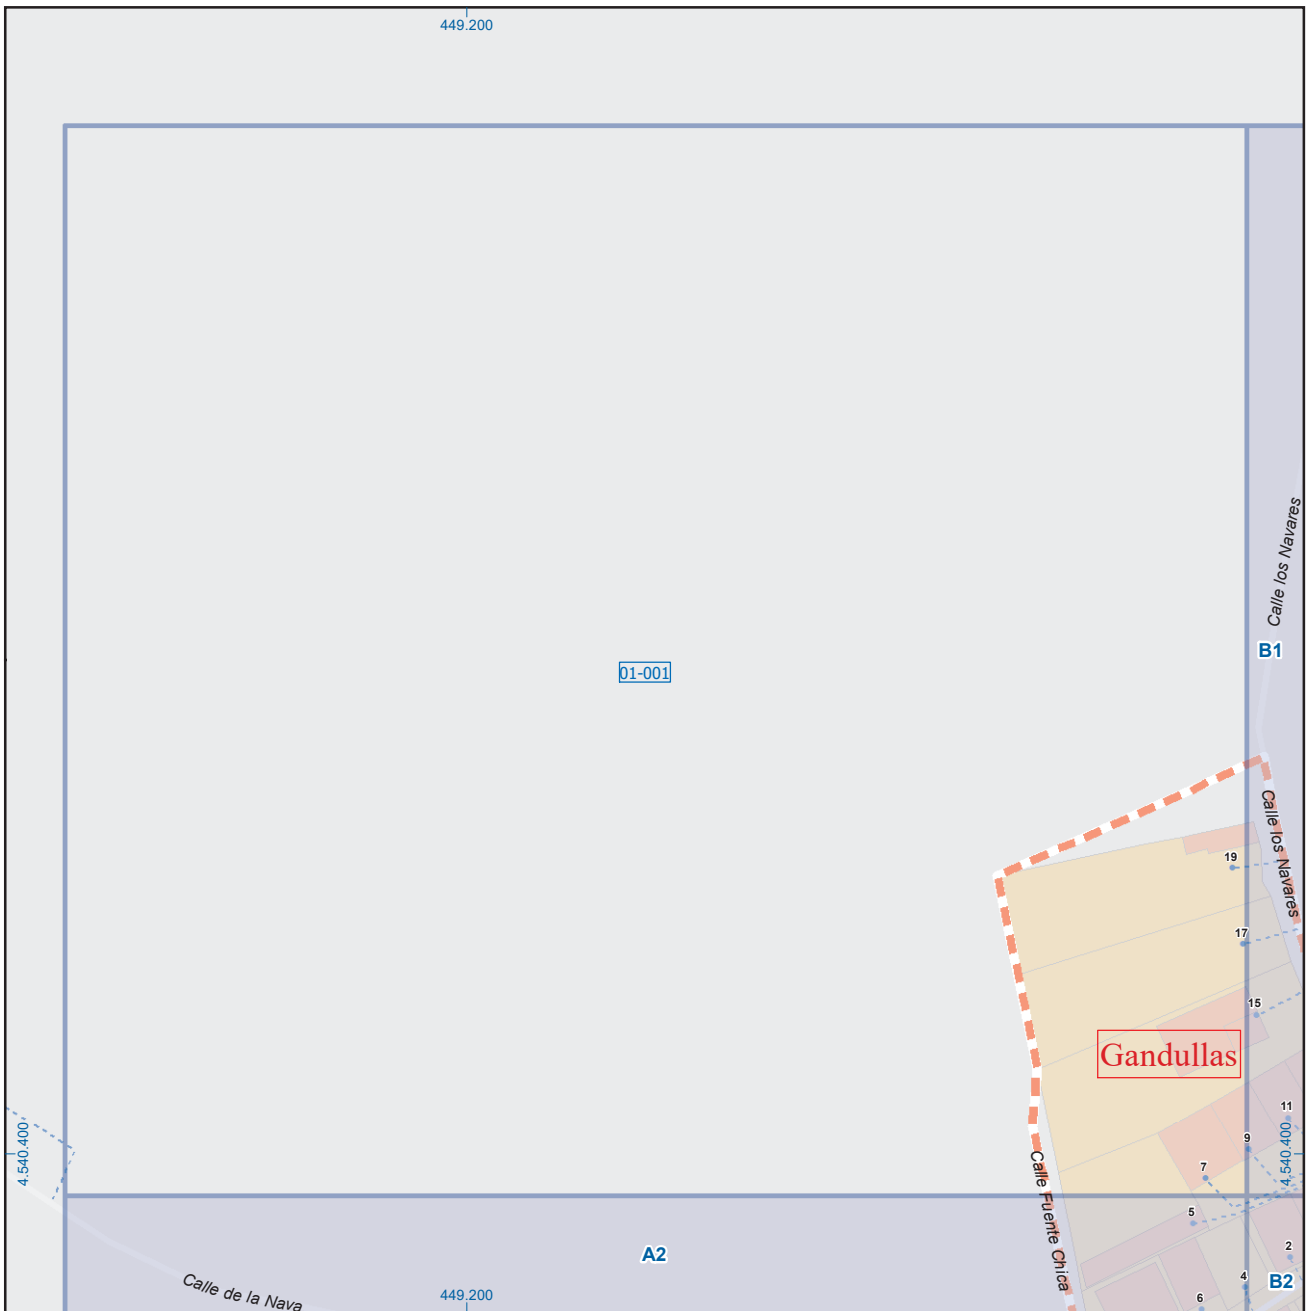 449.200
Calle los Navares
B1
01-001
Calle los Navares
19
17
15
Gandullas
11
9
7
5
2
4
6
4.540.400
4.540.400
Calle Fuente Chica
A2
B2
Calle de la Nava
449.200